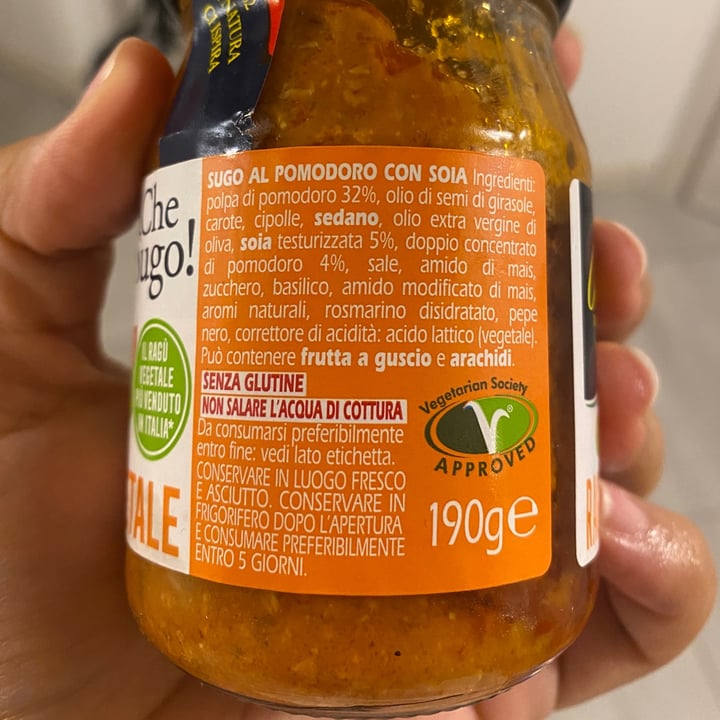 NATURA
CI ISPIRA
Che
ugo!
IL RAGÙ
VEGETALE
PIÙ VENDUTO
IN ITALIA*
TALE
SUGO AL POMODORO CON SOIA Ingredienti:
polpa di pomodoro 32%, olio di semi di girasole,
carote, cipolle, sedano, olio extra vergine di
oliva, soia testurizzata 5%, doppio concentrato
di pomodoro 4%, sale, amido di mais,
zucchero, basilico, amido modificato di mais,
aromi naturali, rosmarino disidratato, pepe
nero, correttore di acidità: acido lattico (vegetale).
Può contenere frutta a guscio e arachidi.
SENZA GLUTINE
NON SALARE L'ACQUA DI COTTURA
Da consumarsi preferibilmente
entro fine: vedi lato etichetta.
CONSERVARE IN LUOGO FRESCO
E ASCIUTTO. CONSERVARE IN
FRIGORIFERO DOPO L'APERTURA
E CONSUMARE PREFERIBILMENTE
ENTRO 5 GIORNI.
Vegetarian Society
V®
APPROVED
190g e